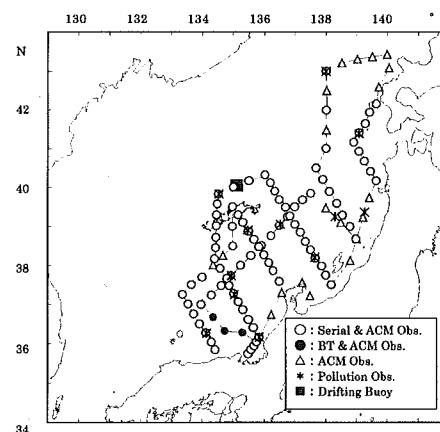 130 132 134 136 138 140
N
42
40
38
36
34
○ : Serial & ACM Obs.
● : BT & ACM Obs.
△ : ACM Obs.
✶ : Pollution Obs.
■ : Drifting Buoy